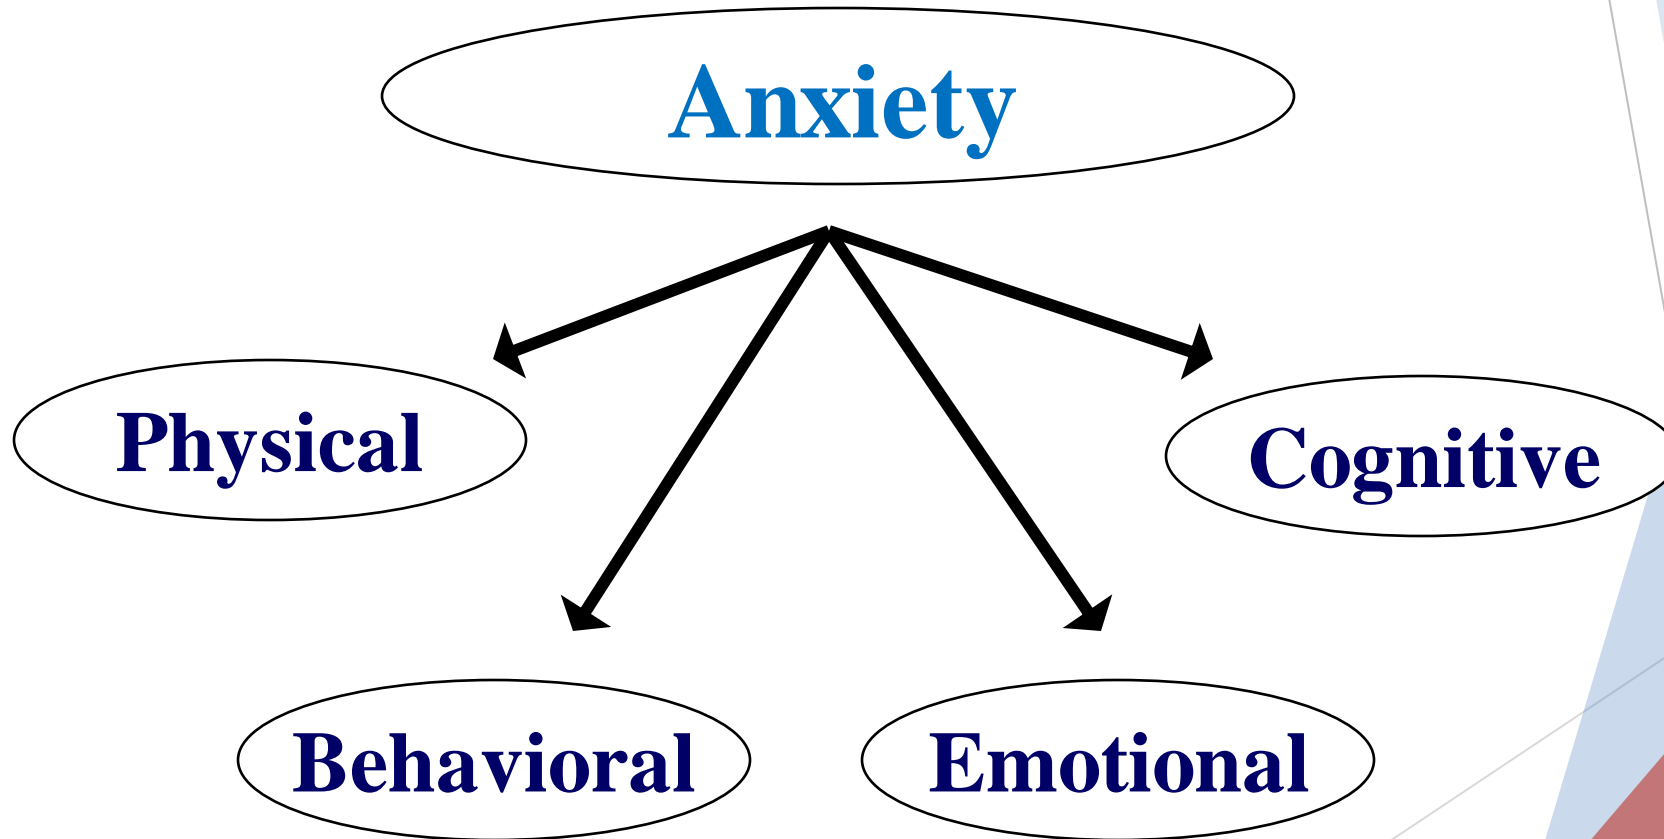 Anxiety
Physical
Cognitive
Behavioral
Emotional